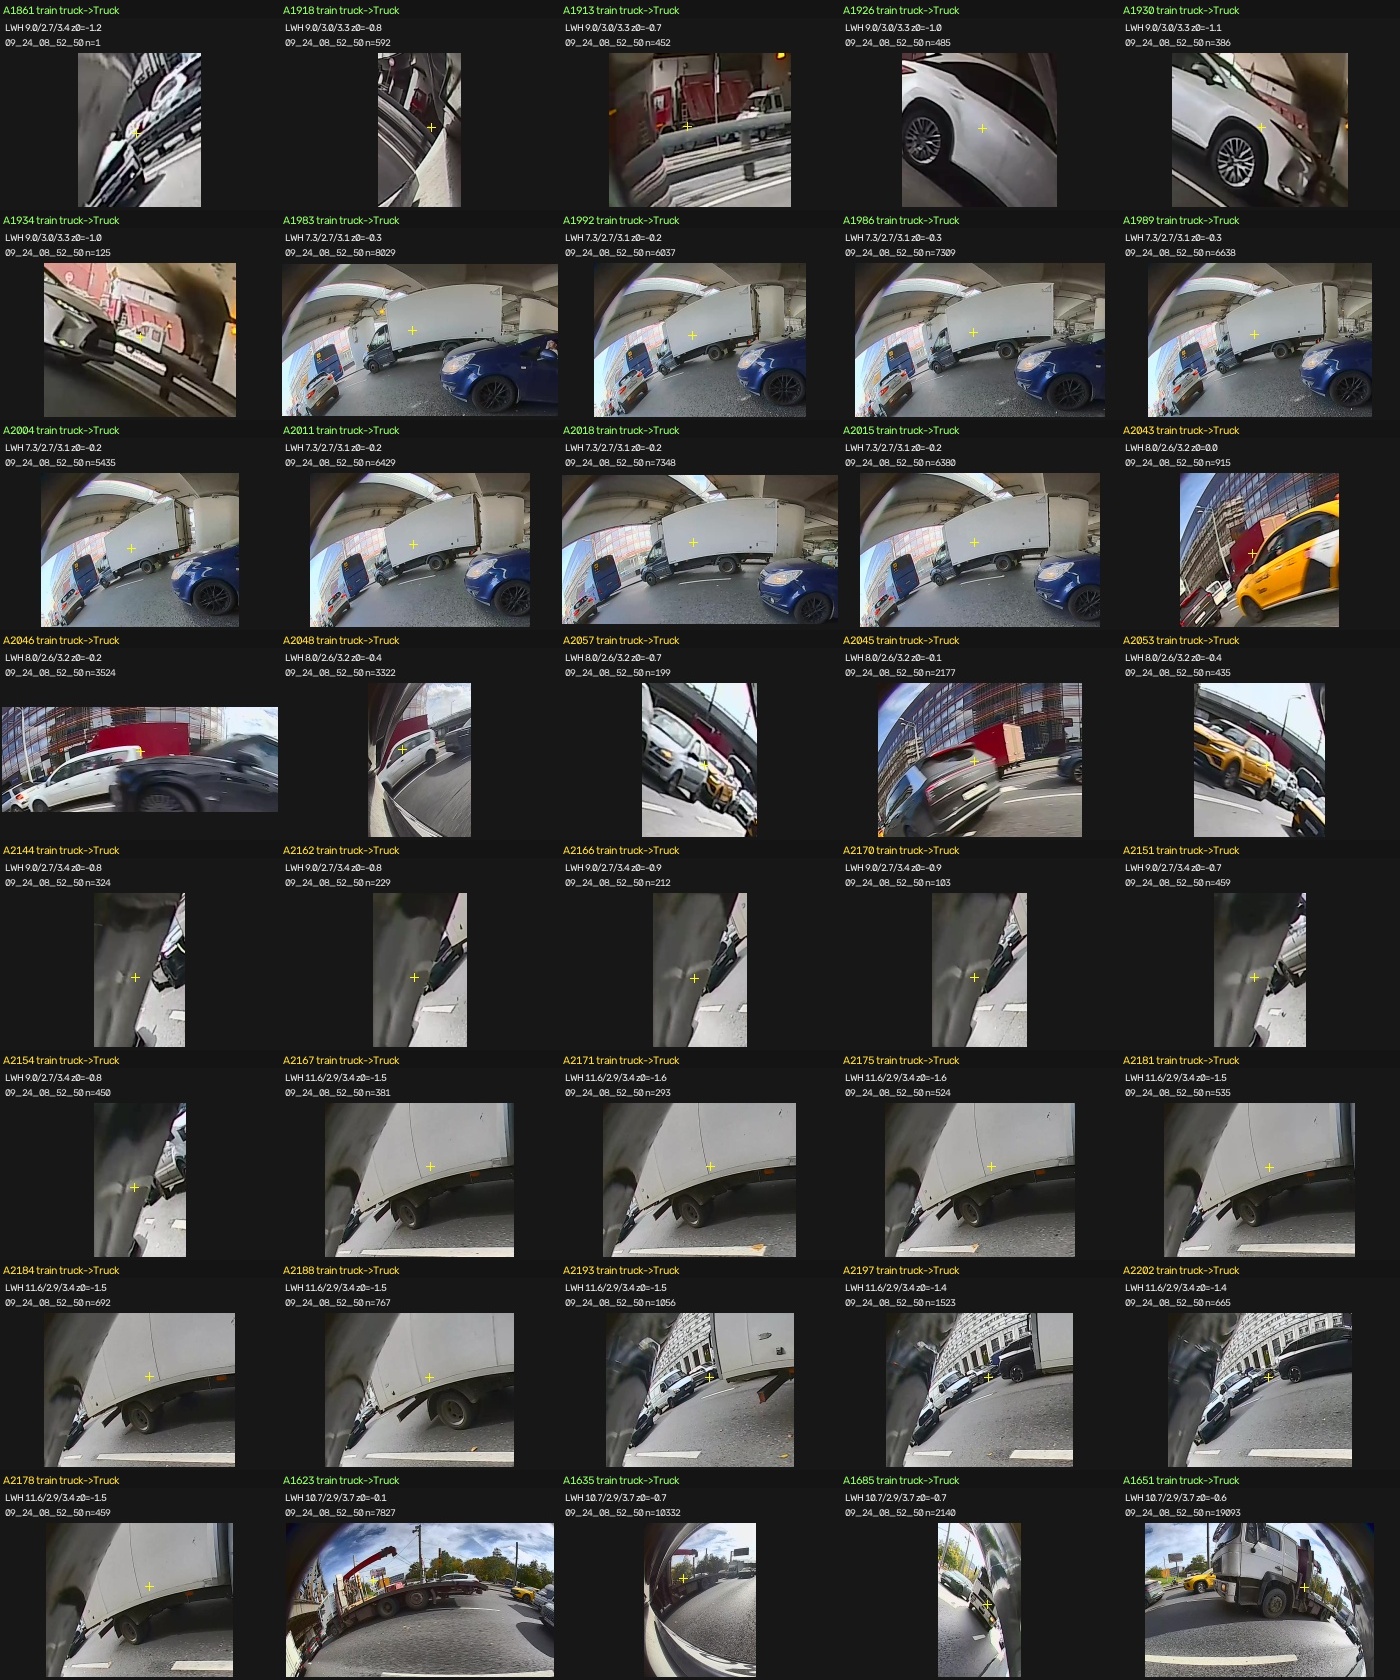 A1861 train truck->Truck
LWH 9.0/2.7/3.4 z0=-1.2
09_24_08_52_50 n=1
A1918 train truck->Truck
LWH 9.0/3.0/3.3 z0=-0.8
09_24_08_52_50 n=592
A1913 train truck->Truck
LWH 9.0/3.0/3.3 z0=-0.7
09_24_08_52_50 n=452
A1926 train truck->Truck
LWH 9.0/3.0/3.3 z0=-1.0
09_24_08_52_50 n=485
A1930 train truck->Truck
LWH 9.0/3.0/3.3 z0=-1.1
09_24_08_52_50 n=386
A1934 train truck->Truck
LWH 9.0/3.0/3.3 z0=-1.0
09_24_08_52_50 n=125
A1983 train truck->Truck
LWH 7.3/2.7/3.1 z0=-0.3
09_24_08_52_50 n=8029
A1992 train truck->Truck
LWH 7.3/2.7/3.1 z0=-0.2
09_24_08_52_50 n=6037
A1986 train truck->Truck
LWH 7.3/2.7/3.1 z0=-0.3
09_24_08_52_50 n=7309
A1989 train truck->Truck
LWH 7.3/2.7/3.1 z0=-0.3
09_24_08_52_50 n=6638
A2004 train truck->Truck
LWH 7.3/2.7/3.1 z0=-0.2
09_24_08_52_50 n=5435
A2011 train truck->Truck
LWH 7.3/2.7/3.1 z0=-0.2
09_24_08_52_50 n=6429
A2018 train truck->Truck
LWH 7.3/2.7/3.1 z0=-0.2
09_24_08_52_50 n=7348
A2015 train truck->Truck
LWH 7.3/2.7/3.1 z0=-0.2
09_24_08_52_50 n=6380
A2043 train truck->Truck
LWH 8.0/2.6/3.2 z0=0.0
09_24_08_52_50 n=915
A2046 train truck->Truck
LWH 8.0/2.6/3.2 z0=-0.2
09_24_08_52_50 n=3524
A2048 train truck->Truck
LWH 8.0/2.6/3.2 z0=-0.4
09_24_08_52_50 n=3322
A2057 train truck->Truck
LWH 8.0/2.6/3.2 z0=-0.7
09_24_08_52_50 n=199
A2045 train truck->Truck
LWH 8.0/2.6/3.2 z0=-0.1
09_24_08_52_50 n=2177
A2053 train truck->Truck
LWH 8.0/2.6/3.2 z0=-0.4
09_24_08_52_50 n=435
A2144 train truck->Truck
LWH 9.0/2.7/3.4 z0=-0.8
09_24_08_52_50 n=324
A2162 train truck->Truck
LWH 9.0/2.7/3.4 z0=-0.8
09_24_08_52_50 n=229
A2166 train truck->Truck
LWH 9.0/2.7/3.4 z0=-0.9
09_24_08_52_50 n=212
A2170 train truck->Truck
LWH 9.0/2.7/3.4 z0=-0.9
09_24_08_52_50 n=103
A2151 train truck->Truck
LWH 9.0/2.7/3.4 z0=-0.7
09_24_08_52_50 n=459
A2154 train truck->Truck
LWH 9.0/2.7/3.4 z0=-0.8
09_24_08_52_50 n=450
A2167 train truck->Truck
LWH 11.6/2.9/3.4 z0=-1.5
09_24_08_52_50 n=381
A2171 train truck->Truck
LWH 11.6/2.9/3.4 z0=-1.6
09_24_08_52_50 n=293
A2175 train truck->Truck
LWH 11.6/2.9/3.4 z0=-1.6
09_24_08_52_50 n=524
A2181 train truck->Truck
LWH 11.6/2.9/3.4 z0=-1.5
09_24_08_52_50 n=535
A2184 train truck->Truck
LWH 11.6/2.9/3.4 z0=-1.5
09_24_08_52_50 n=692
A2188 train truck->Truck
LWH 11.6/2.9/3.4 z0=-1.5
09_24_08_52_50 n=767
A2193 train truck->Truck
LWH 11.6/2.9/3.4 z0=-1.5
09_24_08_52_50 n=1056
A2197 train truck->Truck
LWH 11.6/2.9/3.4 z0=-1.4
09_24_08_52_50 n=1523
A2202 train truck->Truck
LWH 11.6/2.9/3.4 z0=-1.4
09_24_08_52_50 n=665
A2178 train truck->Truck
LWH 11.6/2.9/3.4 z0=-1.5
09_24_08_52_50 n=459
A1623 train truck->Truck
LWH 10.7/2.9/3.7 z0=-0.1
09_24_08_52_50 n=7827
A1635 train truck->Truck
LWH 10.7/2.9/3.7 z0=-0.7
09_24_08_52_50 n=10332
A1685 train truck->Truck
LWH 10.7/2.9/3.7 z0=-0.7
09_24_08_52_50 n=2140
A1651 train truck->Truck
LWH 10.7/2.9/3.7 z0=-0.6
09_24_08_52_50 n=19093